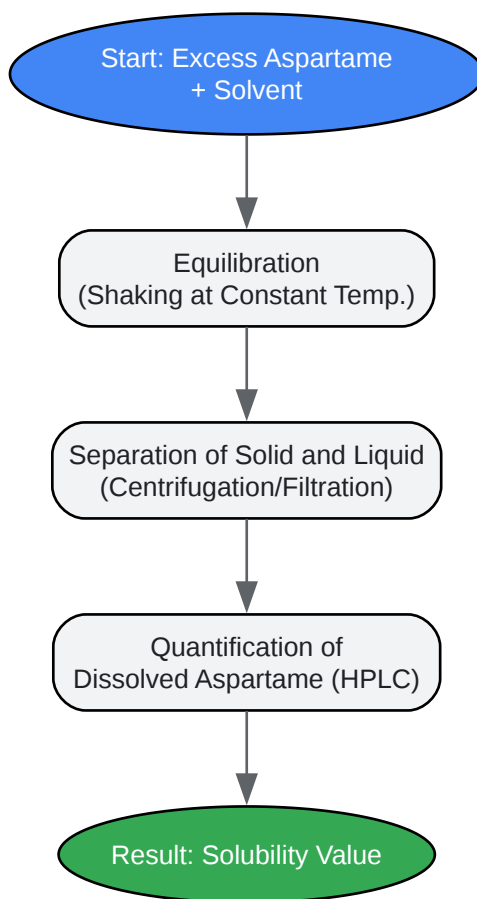 Start: Excess Aspartame
+ Solvent
Equilibration
(Shaking at Constant Temp.)
Separation of Solid and Liquid
(Centrifugation/Filtration)
Quantification of
Dissolved Aspartame (HPLC)
Result: Solubility Value